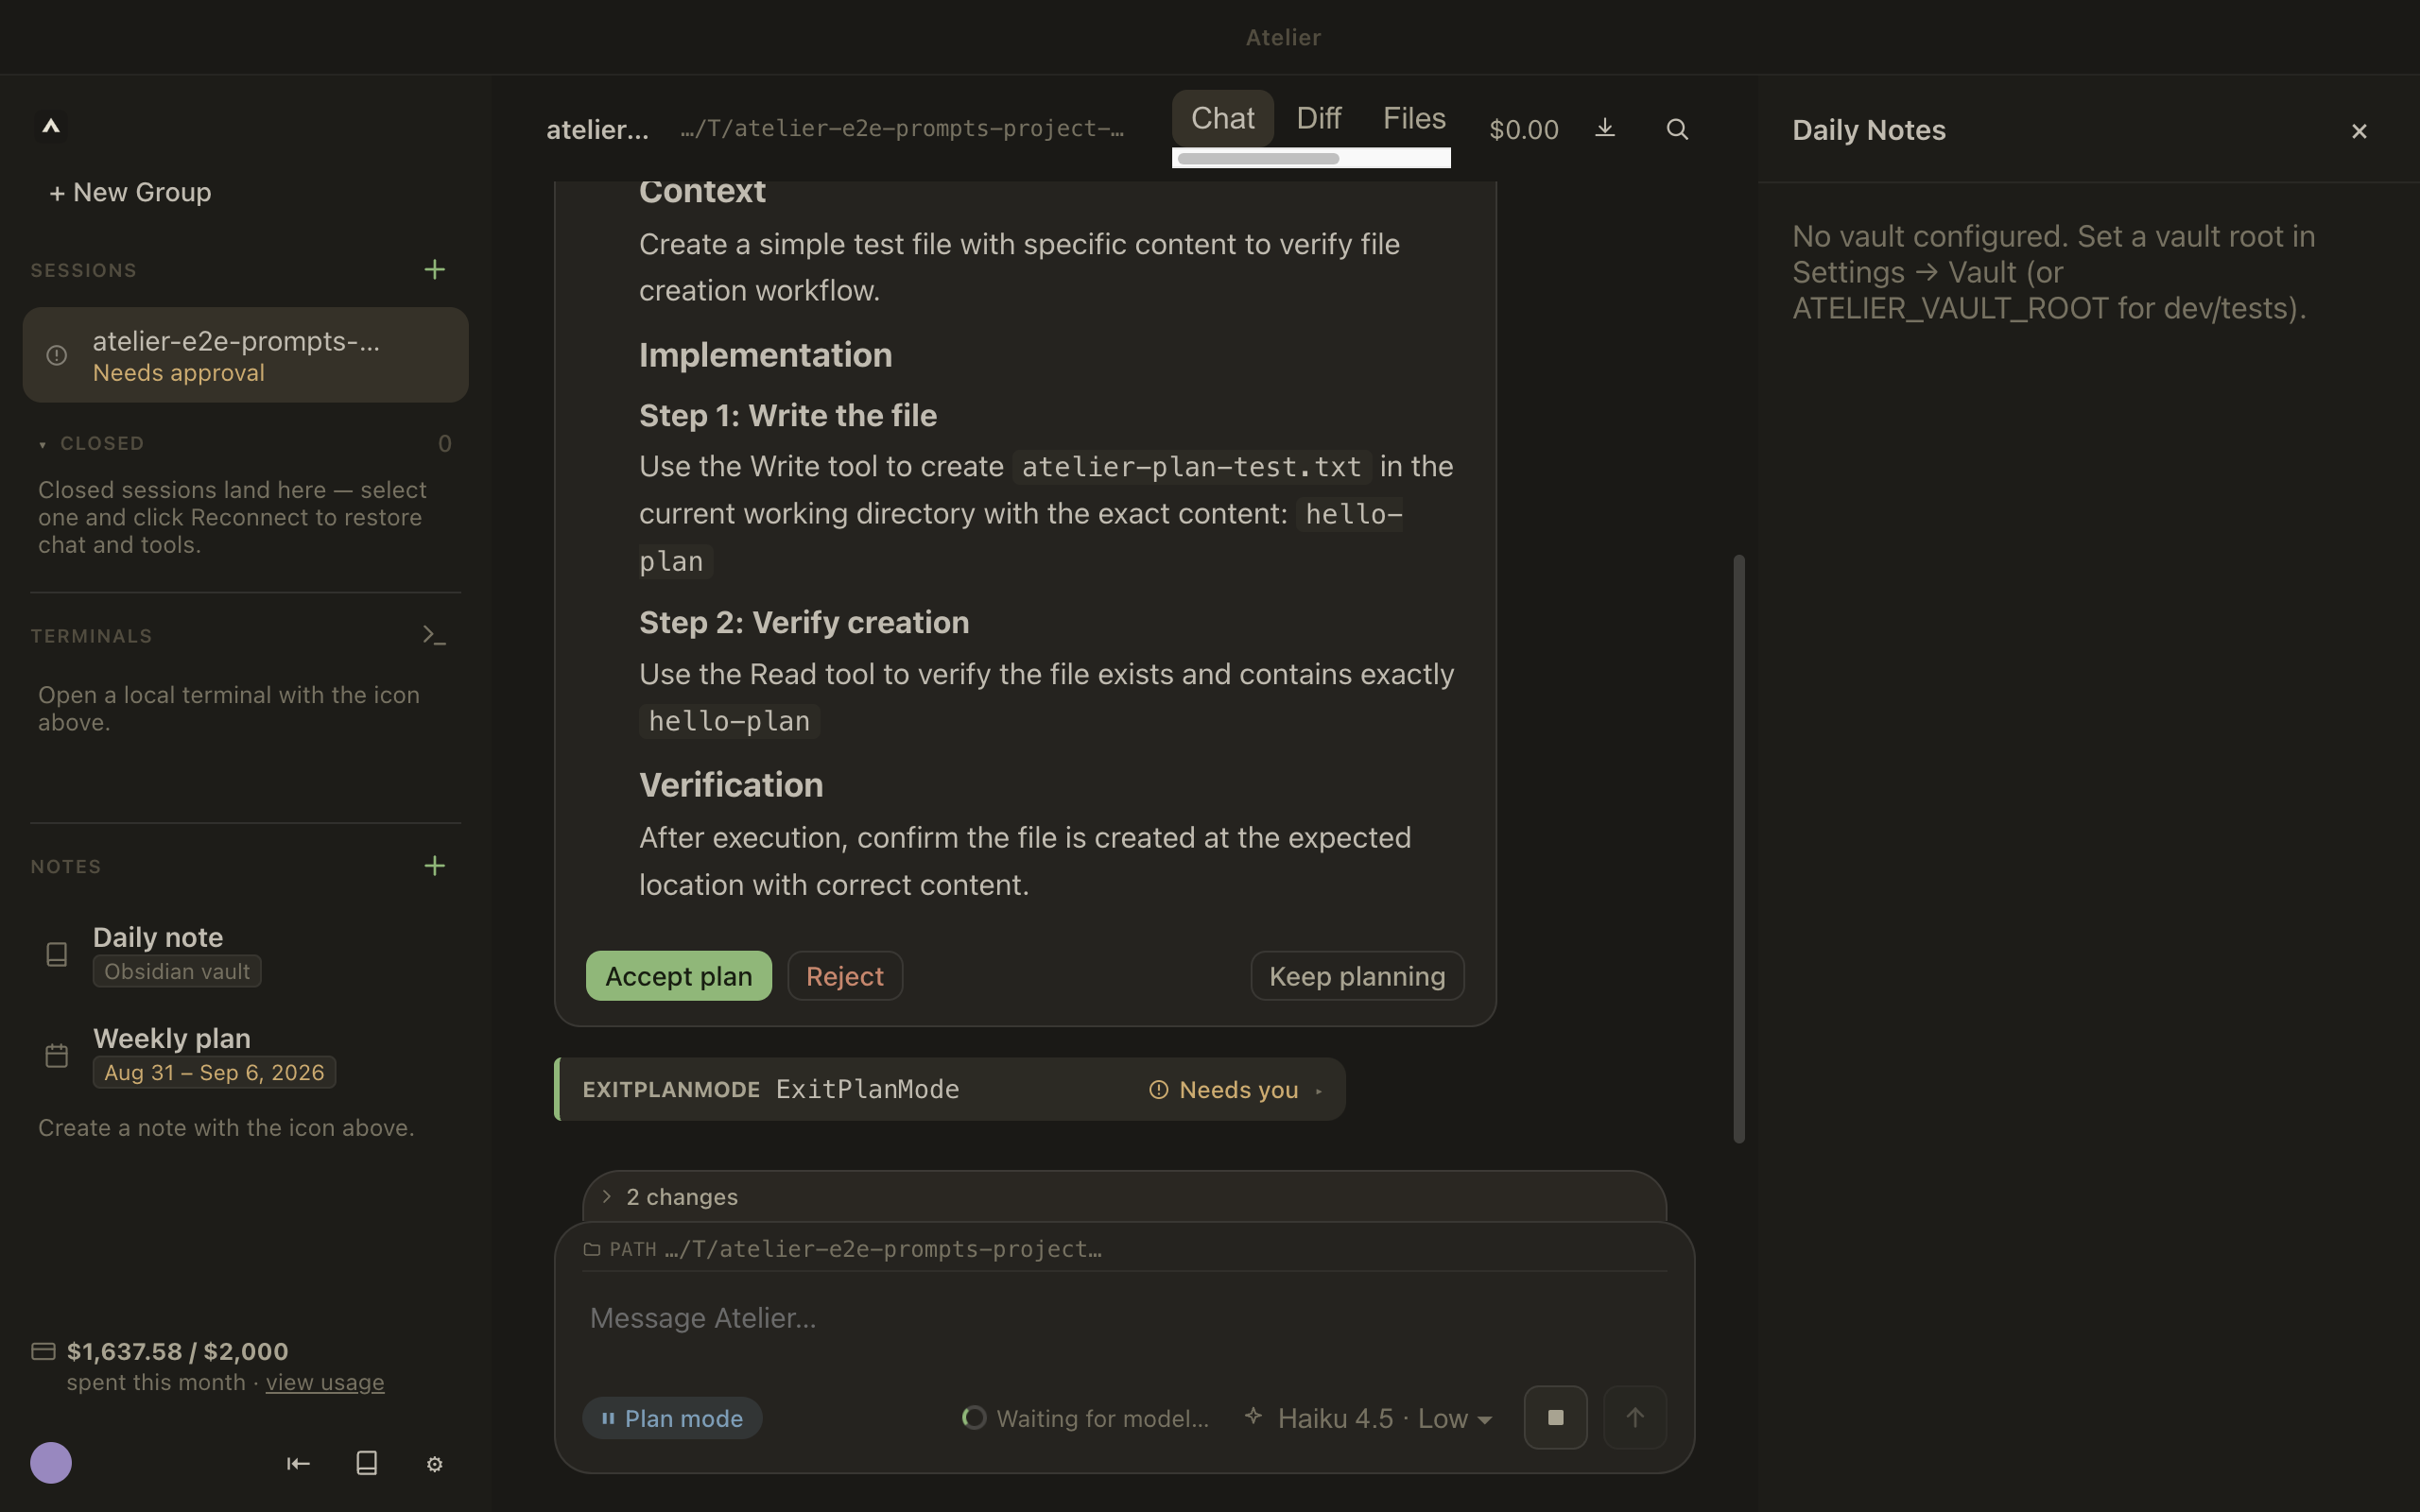 Atelier
+ New Group
SESSIONS
atelier-e2e-prompts-...
Needs approval
CLOSED 0
Closed sessions land here — select
one and click Reconnect to restore
chat and tools.
TERMINALS
Open a local terminal with the icon
above.
NOTES
Daily note
Obsidian vault
Weekly plan
Aug 31 – Sep 6, 2026
Create a note with the icon above.
$1,637.58 / $2,000
spent this month · view usage
atelier... …/T/atelier-e2e-prompts-project-… Chat Diff Files $0.00
Context
Create a simple test file with specific content to verify file
creation workflow.
Implementation
Step 1: Write the file
Use the Write tool to create atelier-plan-test.txt in the
current working directory with the exact content: hello-
plan
Step 2: Verify creation
Use the Read tool to verify the file exists and contains exactly
hello-plan
Verification
After execution, confirm the file is created at the expected
location with correct content.
Accept plan Reject Keep planning
EXITPLANMODE ExitPlanMode Needs you
2 changes
PATH …/T/atelier-e2e-prompts-project…
Message Atelier...
Plan mode Waiting for model... Haiku 4.5 · Low
Daily Notes
No vault configured. Set a vault root in
Settings → Vault (or
ATELIER_VAULT_ROOT for dev/tests).